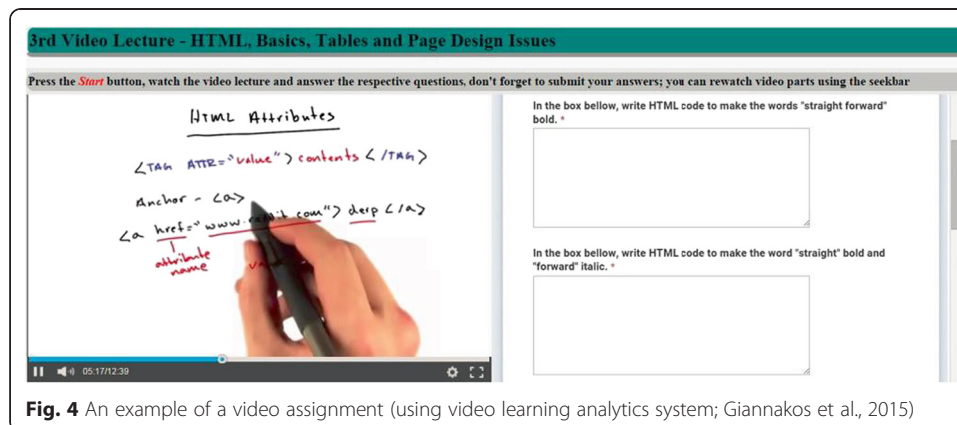 3rd Video Lecture - HTML, Basics, Tables and Page Design Issues
Press the Start button, watch the video lecture and answer the respective questions, don't forget to submit your answers; you can rewatch video parts using the seekbar
HTML Attributes
<TAG ATTR="value"> contents </TAG>
Anchor - <a>
<a href="www.reddit com"> derp </a>
attribute
name
05:17/12:39
In the box bellow, write HTML code to make the words "straight forward"
bold. *
In the box bellow, write HTML code to make the word "straight" bold and
"forward" italic. *
Fig. 4 An example of a video assignment (using video learning analytics system; Giannakos et al., 2015)